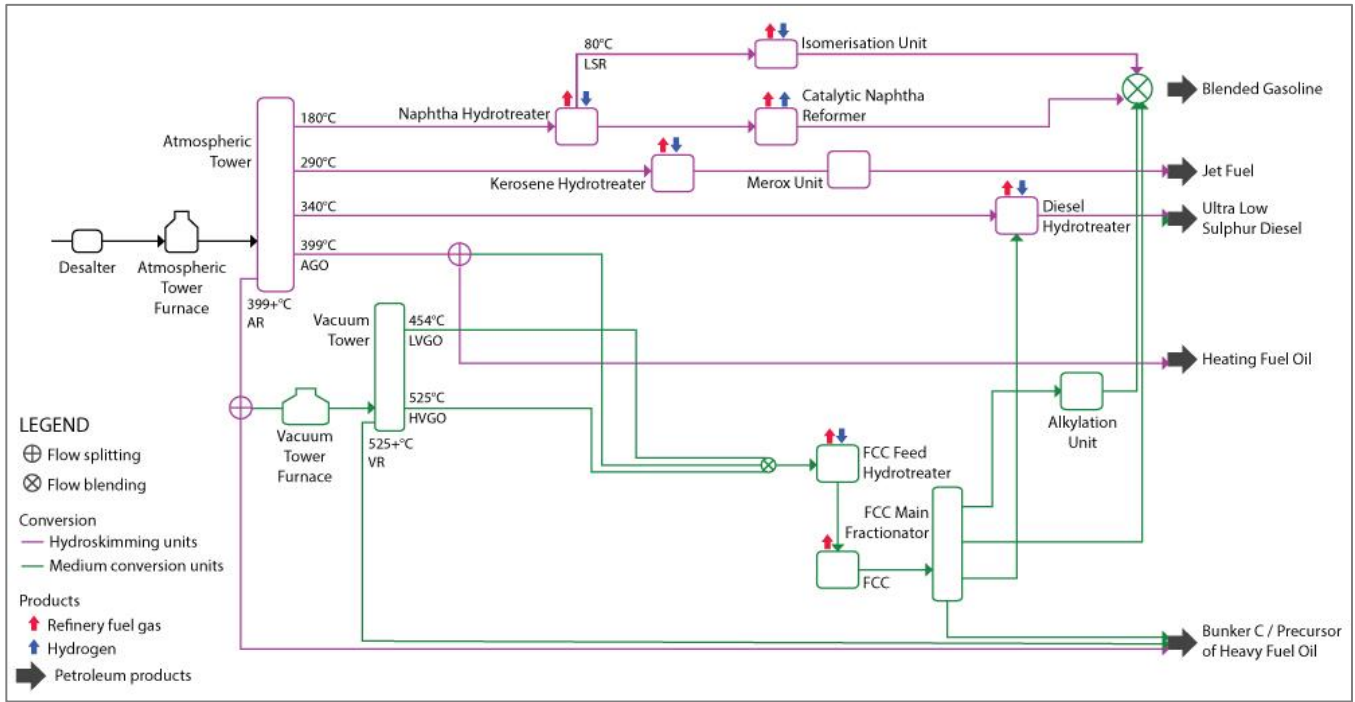 80°C
LSR
Isomerisation Unit
180°C
Naphtha Hydrotreater
Catalytic Naphtha
Reformer
Blended Gasoline
Atmospheric
Tower
290°C
Kerosene Hydrotreater
Merox Unit
Jet Fuel
340°C
Diesel
Hydrotreater
Ultra Low
Sulphur Diesel
399°C
AGO
Desalter
Atmospheric
Tower
Furnace
399+°C
AR
Vacuum
Tower
454°C
LVGO
Heating Fuel Oil
525°C
HVGO
Alkylation
Unit
Vacuum
Tower
Furnace
525+°C
VR
FCC Feed
Hydrotreater
FCC Main
Fractionator
FCC
Bunker C / Precursor
of Heavy Fuel Oil
LEGEND
Flow splitting
Flow blending
Conversion
Hydroskimming units
Medium conversion units
Products
Refinery fuel gas
Hydrogen
Petroleum products